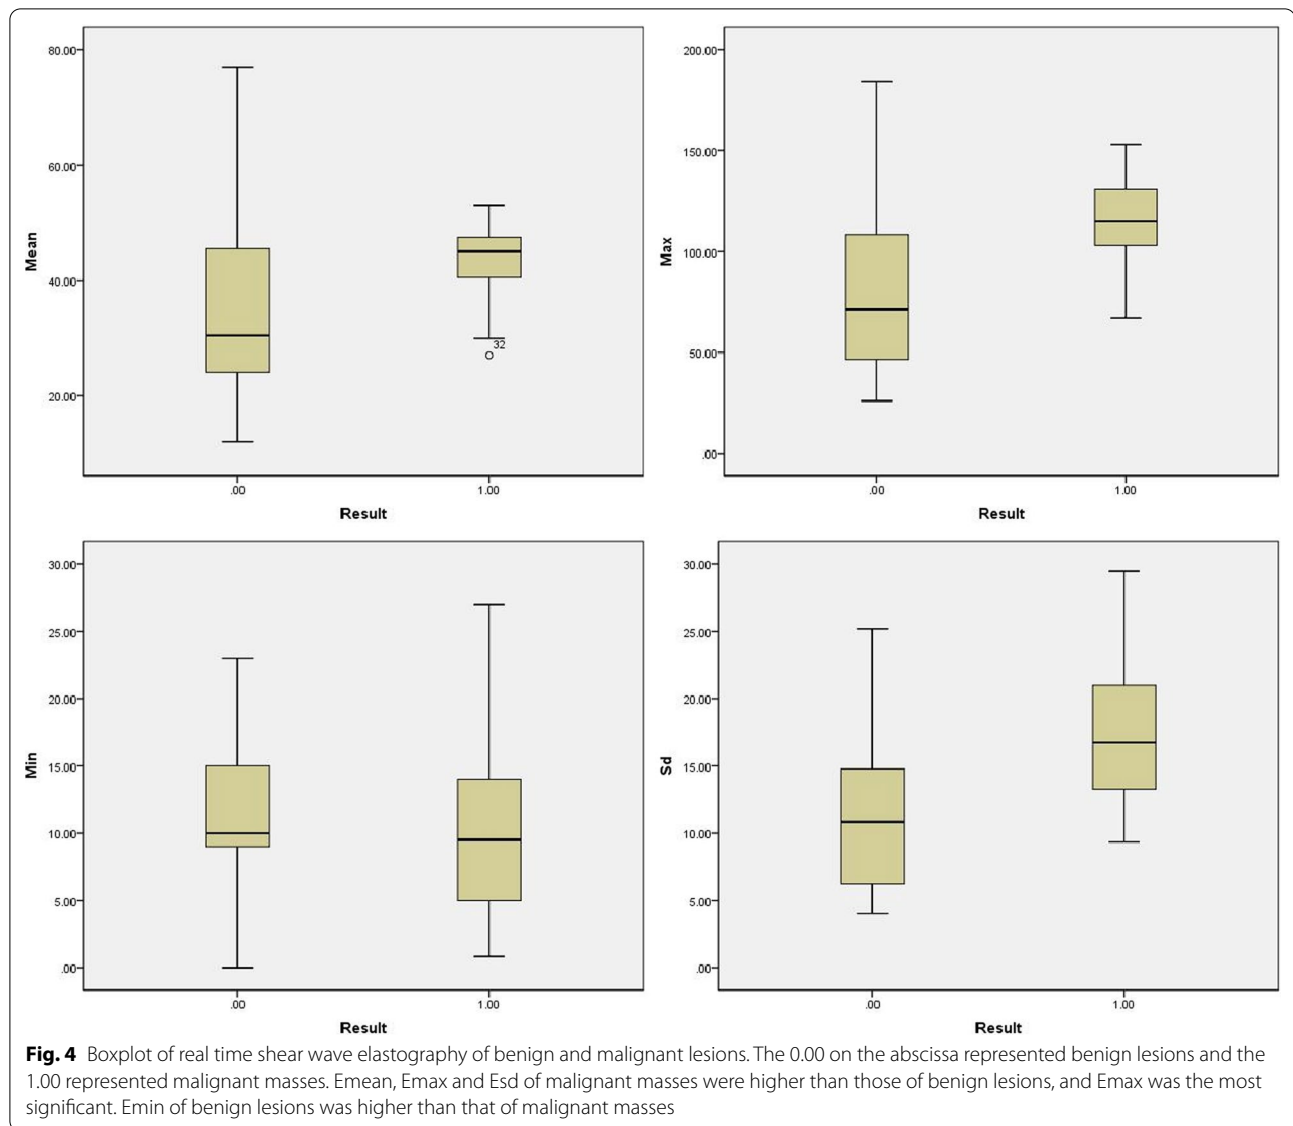 80.00
60.00
40.00
20.00
Mean
32
.00
1.00
Result
200.00
150.00
100.00
50.00
.00
Max
.00
1.00
Result
30.00
25.00
20.00
15.00
10.00
5.00
.00
Min
.00
1.00
Result
30.00
25.00
20.00
15.00
10.00
5.00
.00
Sd
.00
1.00
Result
Fig. 4 Boxplot of real time shear wave elastography of benign and malignant lesions. The 0.00 on the abscissa represented benign lesions and the
1.00 represented malignant masses. Emean, Emax and Esd of malignant masses were higher than those of benign lesions, and Emax was the most
significant. Emin of benign lesions was higher than that of malignant masses